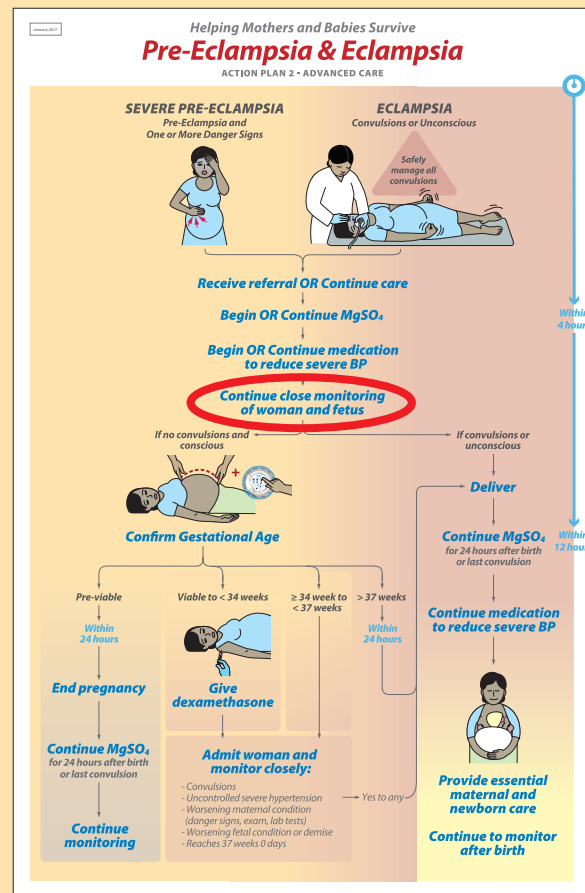 January 2017
Helping Mothers and Babies Survive
Pre-Eclampsia & Eclampsia
ACTION PLAN 2 - ADVANCED CARE
SEVERE PRE-ECLAMPSIA
Pre-Eclampsia and
One or More Danger Signs
ECLAMPSIA
Convulsions or Unconscious
Safely
manage all
convulsions
Receive referral OR Continue care
Begin OR Continue MgSO₄
Begin OR Continue medication
to reduce severe BP
Continue close monitoring
of woman and fetus
Within
4 hour
If no convulsions and
conscious
If convulsions or
unconscious
+
Confirm Gestational Age
Deliver
Continue MgSO₄
for 24 hours after birth
or last convulsion
Within
12 hour
Continue medication
to reduce severe BP
Pre-viable
Within
24 hours
End pregnancy
Continue MgSO₄
for 24 hours after birth
or last convulsion
Continue
monitoring
Viable to < 34 weeks
Give
dexamethasone
≥ 34 week to
< 37 weeks
> 37 weeks
Within
24 hours
Admit woman and
monitor closely:
- Convulsions
- Uncontrolled severe hypertension
- Worsening maternal condition
(danger signs, exam, lab tests)
- Worsening fetal condition or demise
- Reaches 37 weeks 0 days
Yes to any
Provide essential
maternal and
newborn care
Continue to monitor
after birth